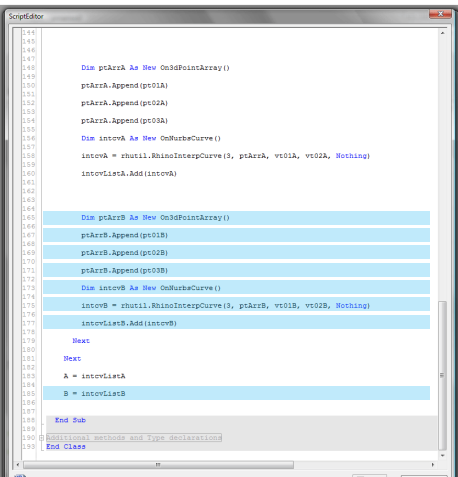 ScriptEditor
144
145
146
147
148 Dim ptArrA As New On3dPointArray()
149
150 ptArrA.Append(pt01A)
151
152 ptArrA.Append(pt02A)
153
154 ptArrA.Append(pt03A)
155
156 Dim intcvA As New OnNurbsCurve()
157
158 intcvA = rhutil.RhinoInterpCurve(3, ptArrA, vt01A, vt02A, Nothing)
159
160 intcvListA.Add(intcvA)
161
162
163
164
165 Dim ptArrB As New On3dPointArray()
166
167 ptArrB.Append(pt01B)
168
169 ptArrB.Append(pt02B)
170
171 ptArrB.Append(pt03B)
172
173 Dim intcvB As New OnNurbsCurve()
174
175 intcvB = rhutil.RhinoInterpCurve(3, ptArrB, vt01B, vt02B, Nothing)
176
177 intcvListB.Add(intcvB)
178
179 Next
180
181 Next
182
183 A = intcvListA
184
185 B = intcvListB
186
187
188 End Sub
189
190 Additional methods and Type declarations
193 End Class